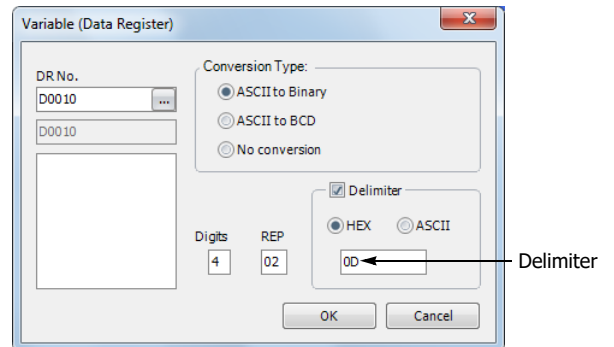 Variable (Data Register)
DR No.
D0010
...
D0010
Conversion Type:
ASCII to Binary
ASCII to BCD
No conversion
Delimiter
HEX
ASCII
Digits
REP
4
02
0D
Delimiter
OK
Cancel